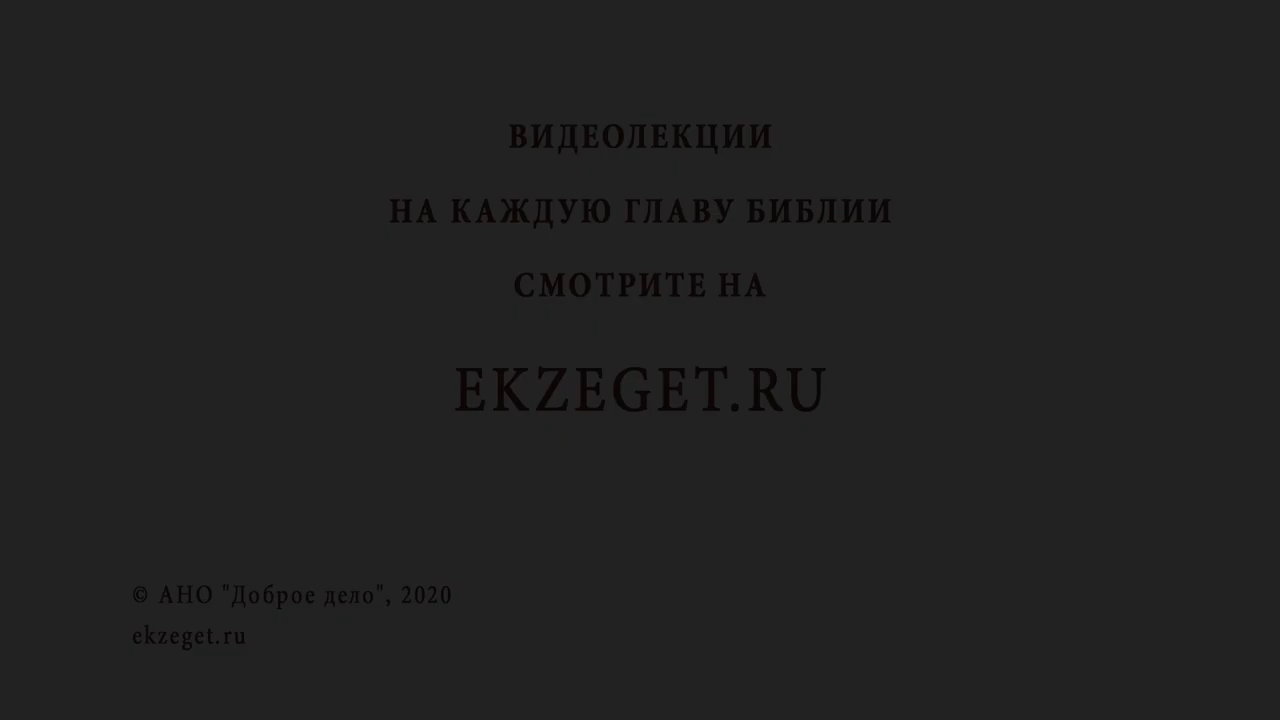 ВИДЕОЛЕКЦИИ
НА КАЖДУЮ ГЛАВУ БИБЛИИ
СМОТРИТЕ НА
EKZEGET.RU
© АНО "Доброе дело", 2020
ekzeget.ru